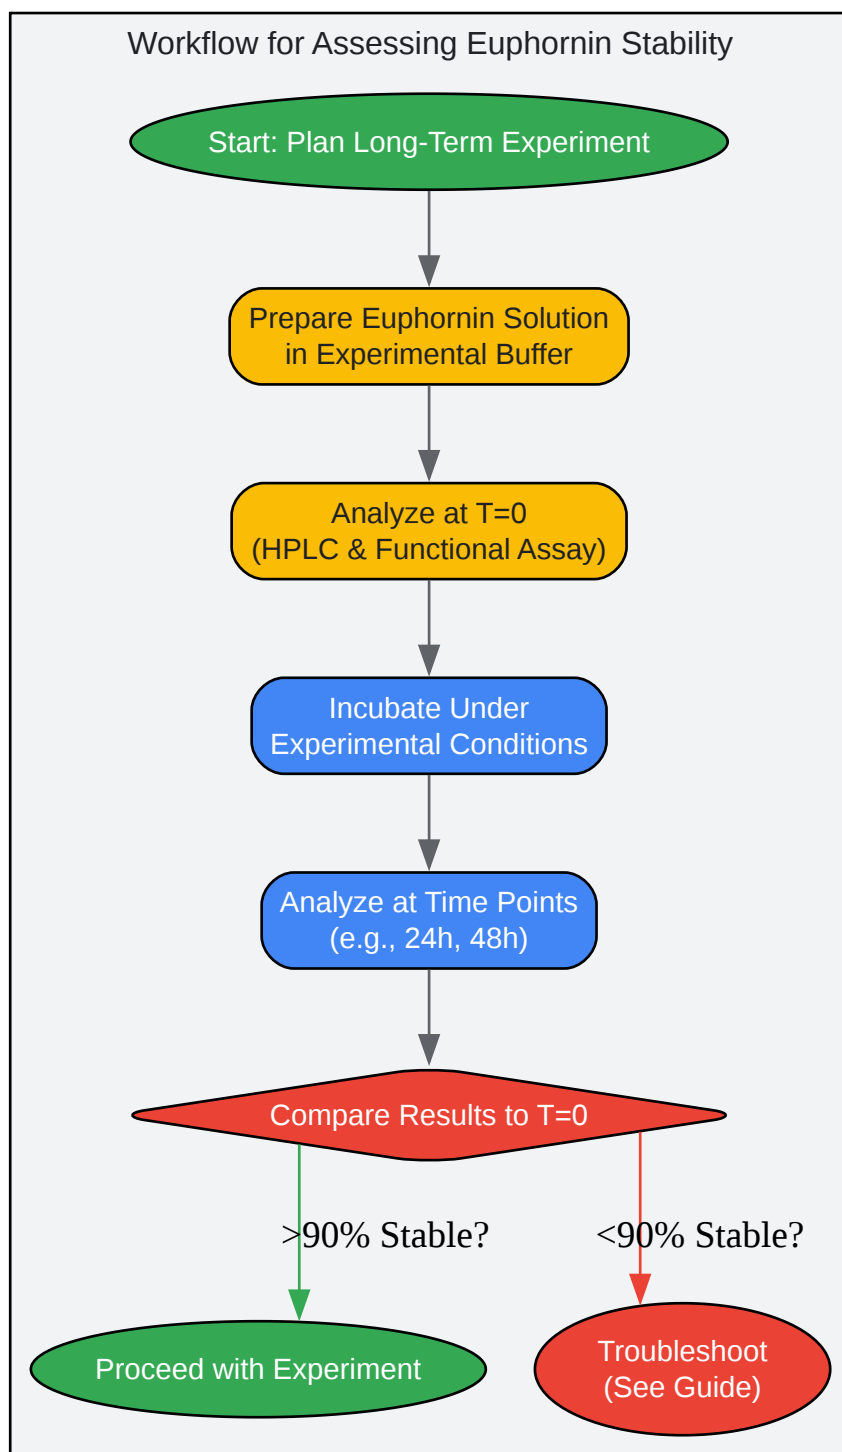 Workflow for Assessing Euphornin Stability
Start: Plan Long-Term Experiment
Prepare Euphornin Solution
in Experimental Buffer
Analyze at T=0
(HPLC & Functional Assay)
Incubate Under
Experimental Conditions
Analyze at Time Points
(e.g., 24h, 48h)
Compare Results to T=0
>90% Stable?
<90% Stable?
Proceed with Experiment
Troubleshoot
(See Guide)